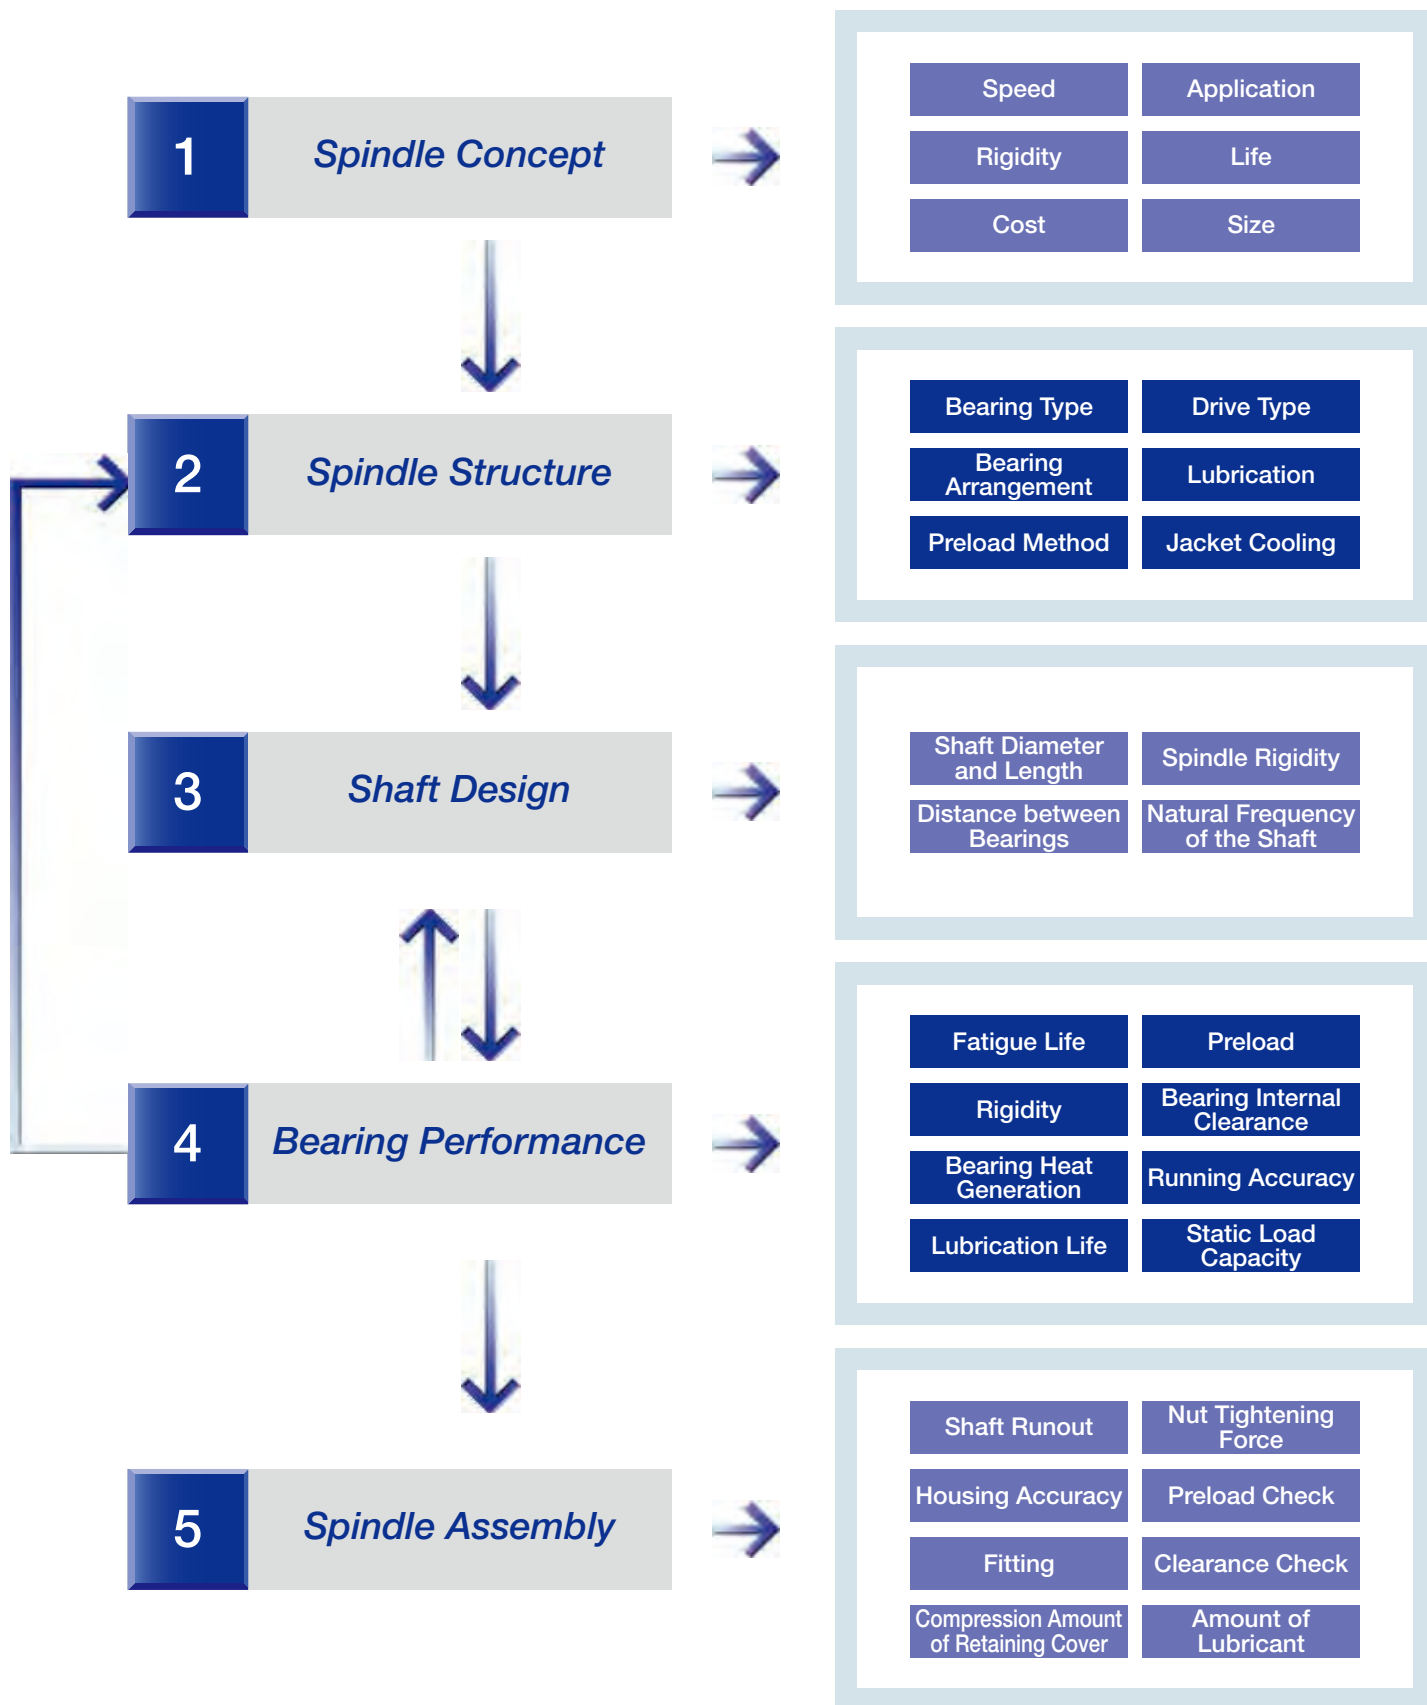 1
Spindle Concept
Speed
Application
Rigidity
Life
Cost
Size
2
Spindle Structure
Bearing Type
Drive Type
Bearing
Arrangement
Lubrication
Preload Method
Jacket Cooling
3
Shaft Design
Shaft Diameter
and Length
Spindle Rigidity
Distance between
Bearings
Natural Frequency
of the Shaft
4
Bearing Performance
Fatigue Life
Preload
Rigidity
Bearing Internal
Clearance
Bearing Heat
Generation
Running Accuracy
Lubrication Life
Static Load
Capacity
5
Spindle Assembly
Shaft Runout
Nut Tightening
Force
Housing Accuracy
Preload Check
Fitting
Clearance Check
Compression Amount
of Retaining Cover
Amount of
Lubricant